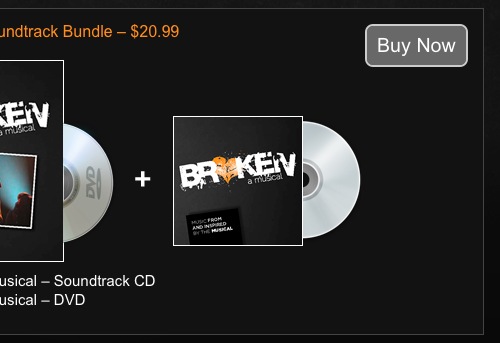 undtrack Bundle – $20.99
Buy Now
KEN
a musical
DVD
+
BROKEN
a musical
MUSIC FROM
AND INSPIRED
BY THE MUSICAL
usical – Soundtrack CD
usical – DVD